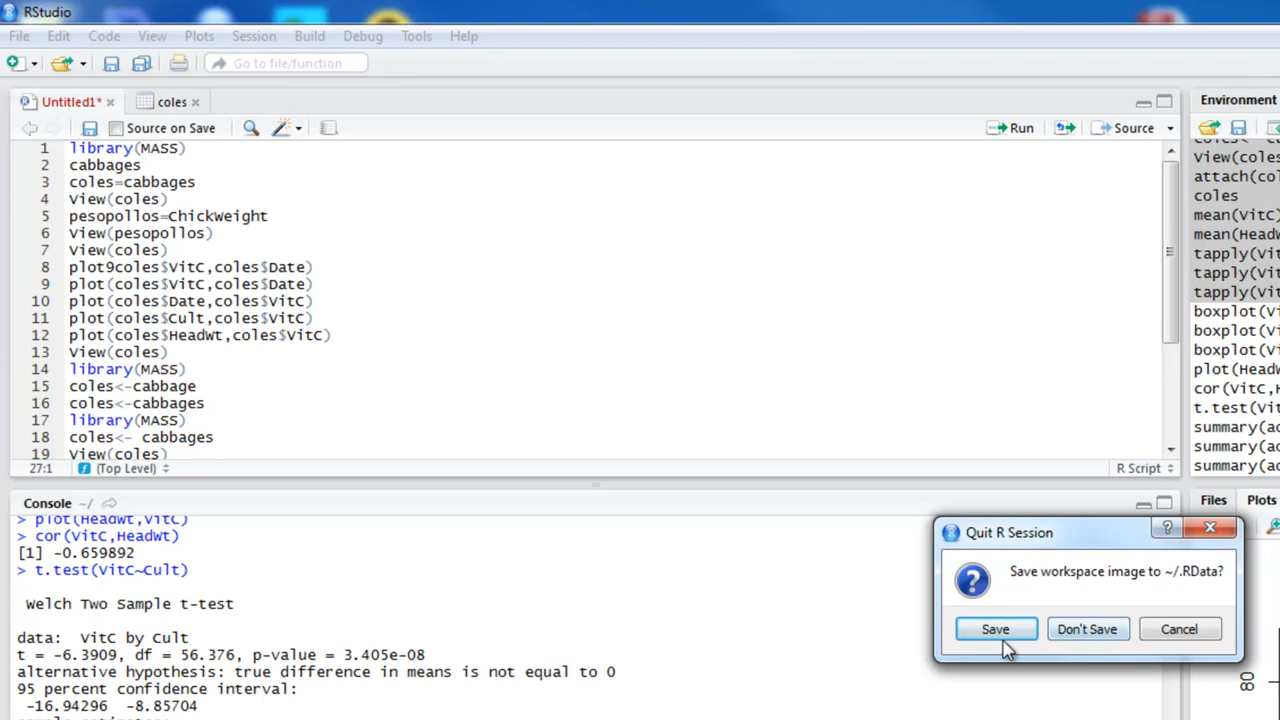 RStudio
File Edit Code View Plots Session Build Debug Tools Help
Go to file/function
Untitled1* coles
Source on Save Run Source
1 library(MASS)
2 cabbages
3 coles=cabbages
4 View(coles)
5 pesopollos=ChickWeight
6 View(pesopollos)
7 View(coles)
8 plot9coles$VitC,coles$Date)
9 plot(coles$VitC,coles$Date)
10 plot(coles$Date,coles$VitC)
11 plot(coles$Cult,coles$VitC)
12 plot(coles$HeadWt,coles$VitC)
13 View(coles)
14 library(MASS)
15 coles<-cabbage
16 coles<-cabbages
17 library(MASS)
18 coles<- cabbages
19 View(coles)
27:1 (Top Level) R Script
Console ~/
> plot(HeadWt,VitC)
> cor(VitC,HeadWt)
[1] -0.659892
> t.test(VitC~Cult)
Welch Two Sample t-test
data: VitC by Cult
t = -6.3909, df = 56.376, p-value = 3.405e-08
alternative hypothesis: true difference in means is not equal to 0
95 percent confidence interval:
-16.94296 -8.85704
Environment
View(coles
attach(col
coles
mean(VitC)
mean(HeadW
tapply(Vit
tapply(Vit
tapply(Vit
boxplot(Vi
boxplot(Vi
boxplot(Vi
plot(HeadW
cor(VitC,H
t.test(Vit
summary(ao
summary(ao
summary(ao
Files Plots
Quit R Session
Save workspace image to ~/.RData?
Save Don't Save Cancel
80